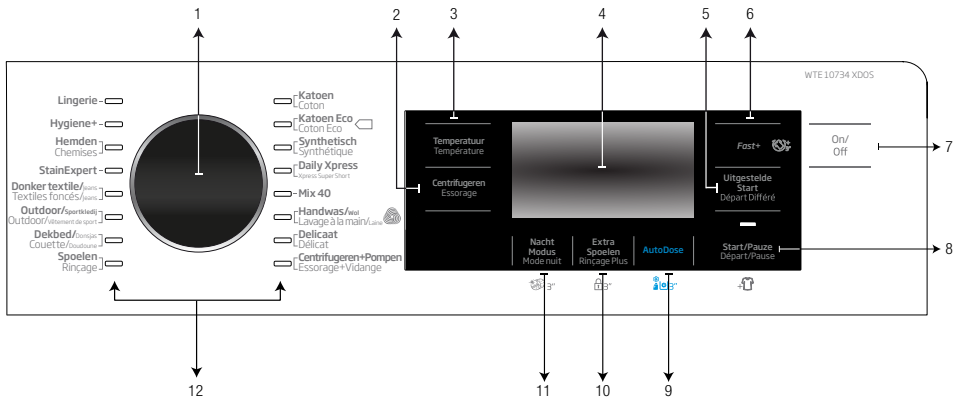 1
2
3
4
5
6
WTE 10734 XDOS
Lingerie
Hygiene+
Hemden
Chemises
StainExpert
Donker textile/Jeans
Textiles foncés/Jeans
Outdoor/Sportkledij
Outdoor/Vêtement de sport
Dekbed/Donsjas
Couette/Doudoune
Spoelen
Rinçage
Katoen
Coton
Katoen Eco
Coton Eco
Synthetisch
Synthétique
Daily Xpress
Xpress Super Short
Mix 40
Handwas/Wol
Lavage à la main/Laine
Delicaat
Délicat
Centrifugeren+Pompen
Essorage+Vidange
Temperatuur
Température
Centrifugeren
Essorage
Fast+
Uitgestelde
Start
Départ Différé
On/
Off
7
Nacht
Modus
Mode nuit
Extra
Spoelen
Rinçage Plus
AutoDose
Start/Pauze
Départ/Pause
8
3"
3"
3"
12
11
10
9